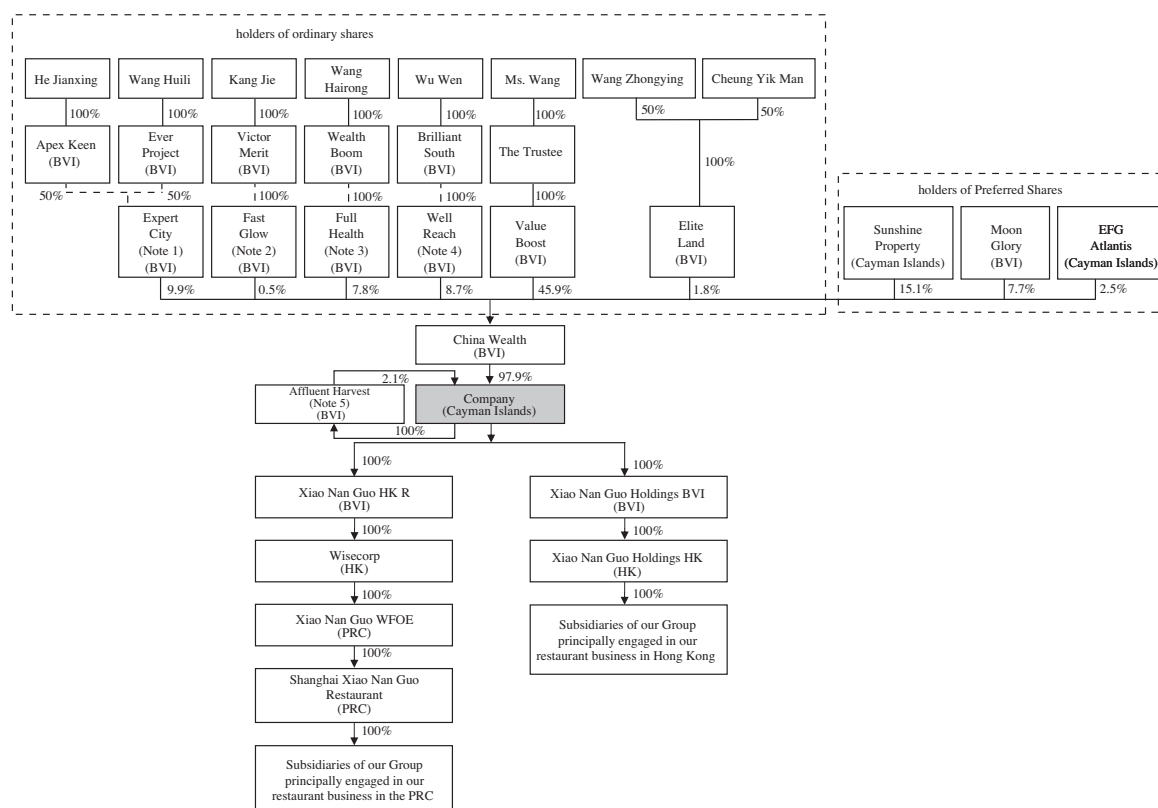 holders of ordinary shares
He Jianxing
Wang Huili
Kang Jie
Wang
Hairong
Wu Wen
Ms. Wang
Wang Zhongying
Cheung Yik Man
100%
100%
100%
100%
100%
100%
50%
50%
Apex Keen
(BVI)
Ever
Project
(BVI)
Victor
Merit
(BVI)
Wealth
Boom
(BVI)
Brilliant
South
(BVI)
The Trustee
100%
50%
50%
100%
100%
100%
100%
holders of Preferred Shares
Expert
City
(Note 1)
(BVI)
Fast
Glow
(Note 2)
(BVI)
Full
Health
(Note 3)
(BVI)
Well
Reach
(Note 4)
(BVI)
Value
Boost
(BVI)
Elite
Land
(BVI)
Sunshine
Property
(Cayman Islands)
Moon
Glory
(BVI)
EFG
Atlantis
(Cayman Islands)
9.9%
0.5%
7.8%
8.7%
45.9%
1.8%
15.1%
7.7%
2.5%
China Wealth
(BVI)
2.1%
97.9%
Affluent Harvest
(Note 5)
(BVI)
Company
(Cayman Islands)
100%
100%
100%
Xiao Nan Guo HK R
(BVI)
Xiao Nan Guo Holdings BVI
(BVI)
100%
100%
Wisecorp
(HK)
Xiao Nan Guo Holdings HK
(HK)
100%
100%
Xiao Nan Guo WFOE
(PRC)
Subsidiaries of our Group
principally engaged in our
restaurant business in Hong Kong
100%
Shanghai Xiao Nan Guo
Restaurant
(PRC)
100%
Subsidiaries of our Group
principally engaged in our
restaurant business in the PRC